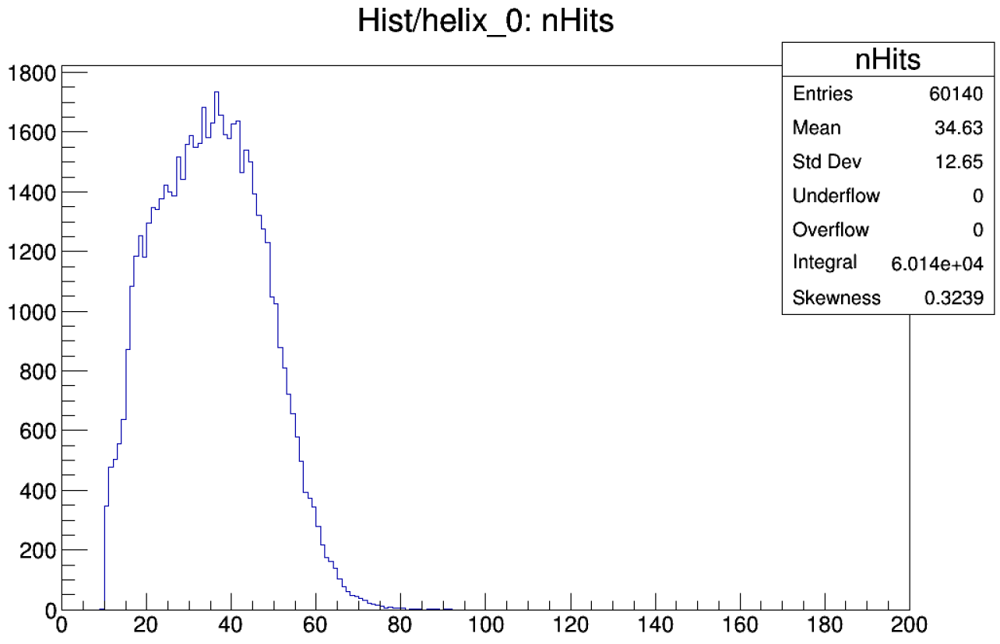 Hist/helix_0: nHits
nHits
Entries 60140
Mean 34.63
Std Dev 12.65
Underflow 0
Overflow 0
Integral 6.014e+04
Skewness 0.3239
1800
1600
1400
1200
1000
800
600
400
200
0
0 20 40 60 80 100 120 140 160 180 200